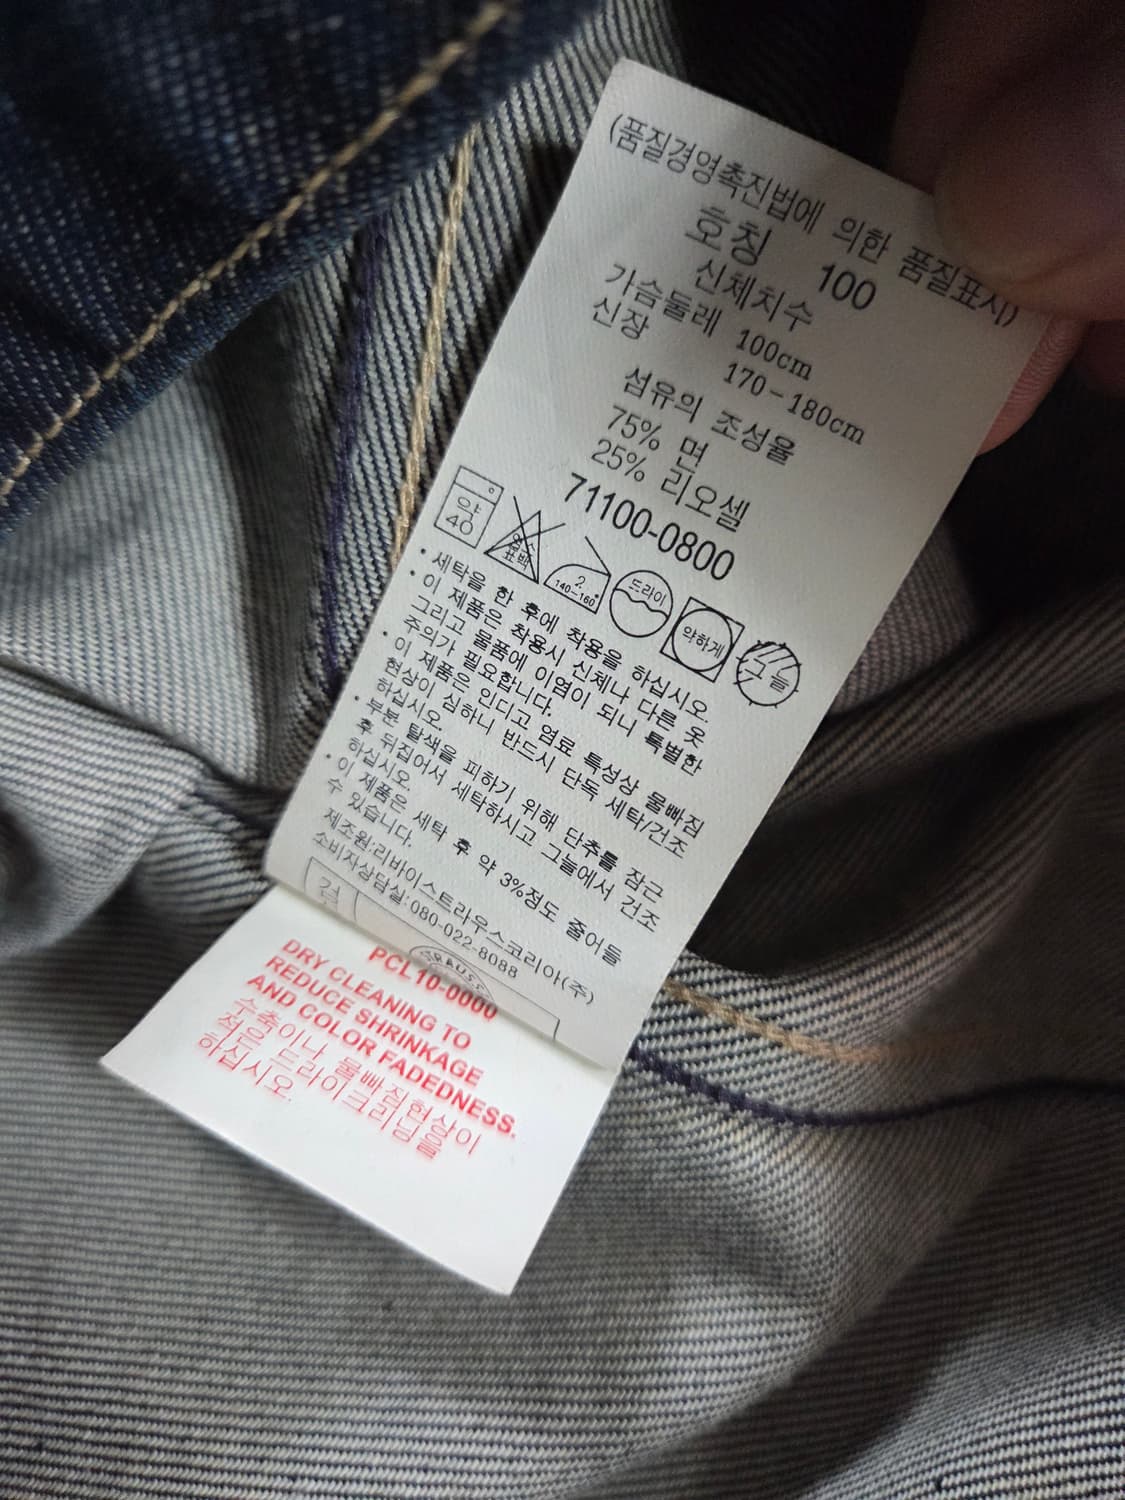 (품질경영촉진법에 의한 품질표시)
호칭 100
신체치수
가슴둘레 100cm
신장 170-180cm
섬유의 조성율
75% 면
25% 리오셀
71100-0800
약
40
염소
표백
2
140~160°
드라이
약하게
그늘
· 세탁을 한 후에 착용을 하십시오.
· 이 제품은 착용시 신체나 다른 옷
그리고 물품에 이염이 되니 특별한
주의가 필요합니다.
· 이 제품은 인디고 염료 특성상 물빠짐
현상이 심하니 반드시 단독 세탁/건조
하십시오.
· 부분 탈색을 피하기 위해 단추를 잠근
후 뒤집어서 세탁하시고 그늘에서 건조
하십시오.
· 이 제품은 세탁 후 약 3%정도 줄어들
수 있습니다.
제조원:리바이스트라우스코리아(주)
소비자상담실:080-022-8088
STRAUSS
PCL10-0000
DRY CLEANING TO
REDUCE SHRINKAGE
AND COLOR FADEDNESS.
수축이나 물빠짐현상이
적은 드라이크리닝을
하십시오.